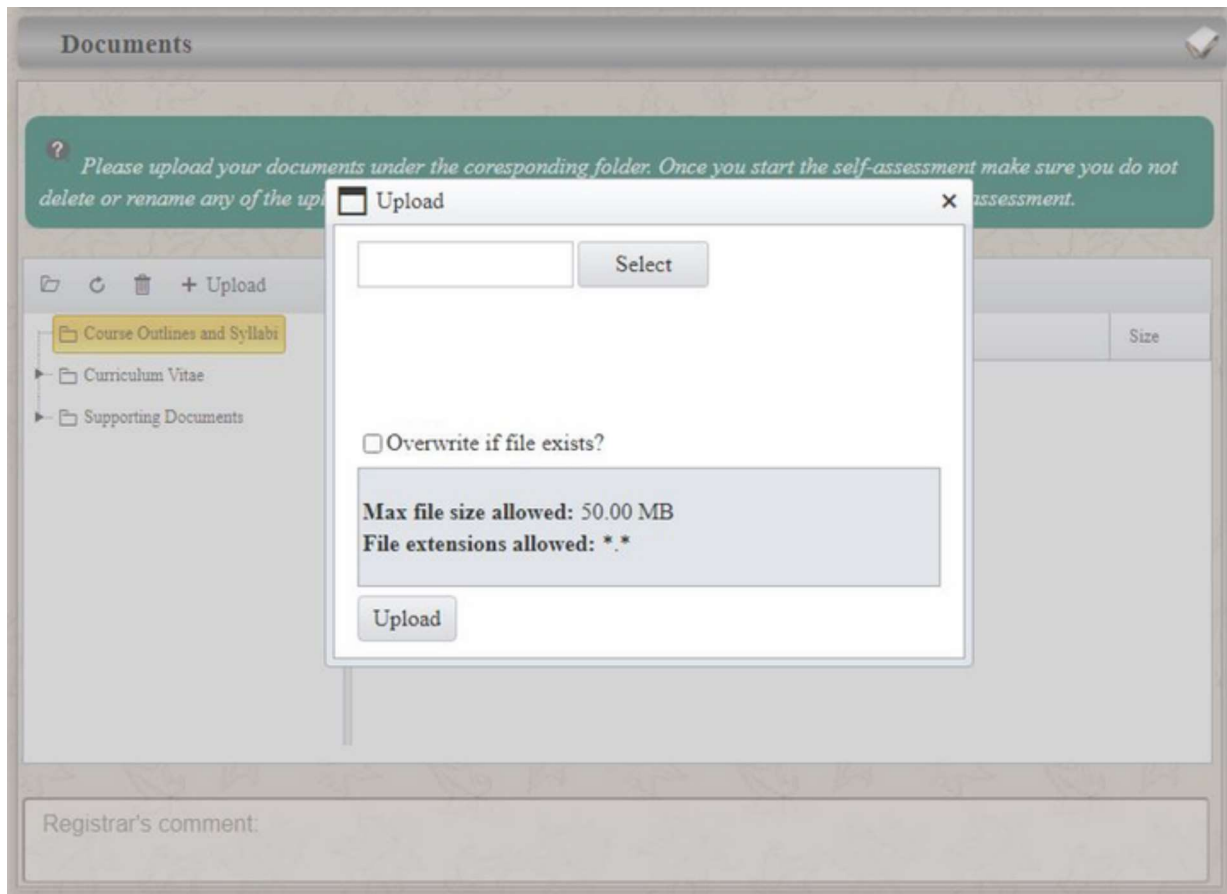 Documents
? Please upload your documents under the coresponding folder. Once you start the self-assessment make sure you do not
delete or rename any of the upl
assessment.
Upload
×
Select
+ Upload
Course Outlines and Syllabi
Size
Curriculum Vitae
Supporting Documents
Overwrite if file exists?
Max file size allowed: 50.00 MB
File extensions allowed: *.*
Upload
Registrar's comment: